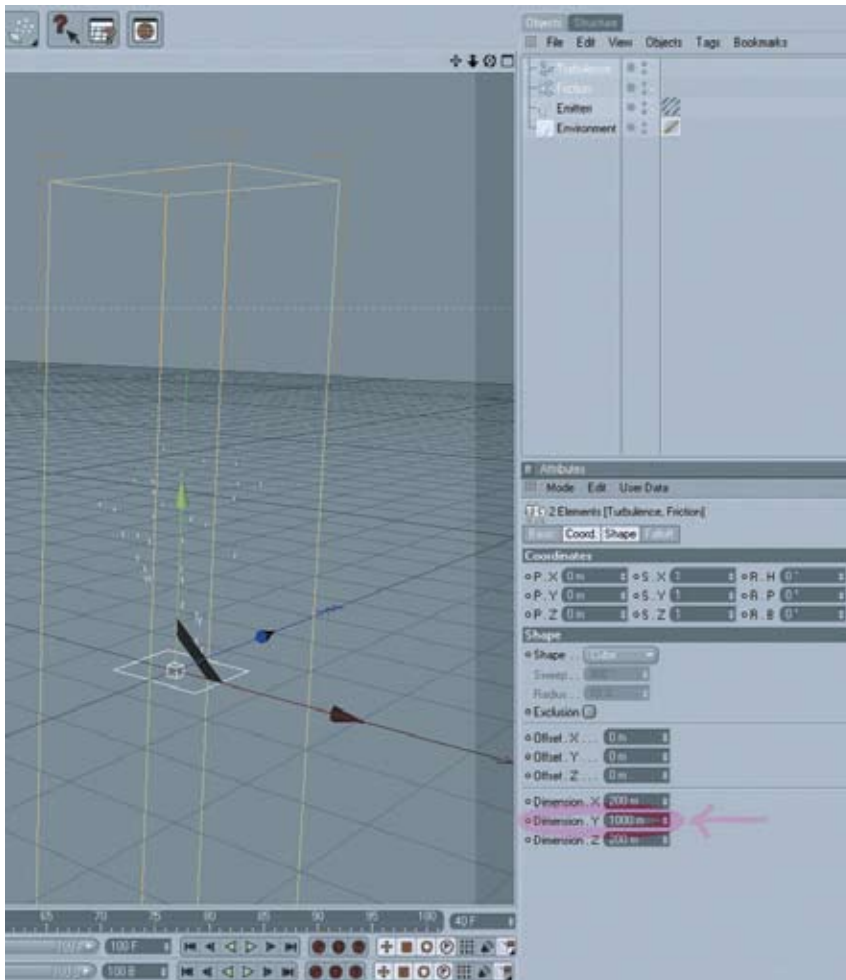 Objects Structure
File Edit View Objects Tags Bookmarks
Turbulence
Friction
Emitter
Environment
Attributes
Mode Edit User Data
2 Elements [Turbulence, Friction]
Basic Coord. Shape Falloff
Coordinates
P . X 0 m S . X 1 R . H 0 °
P . Y 0 m S . Y 1 R . P 0 °
P . Z 0 m S . Z 1 R . B 0 °
Shape
Shape . . Cube
Sweep . .
Radius . .
Exclusion
Offset . X . . . 0 m
Offset . Y . . . 0 m
Offset . Z . . . 0 m
Dimension . X 200 m
Dimension . Y 1000 m
Dimension . Z 200 m
65 70 75 80 85 90 95 100 40 F
100 F